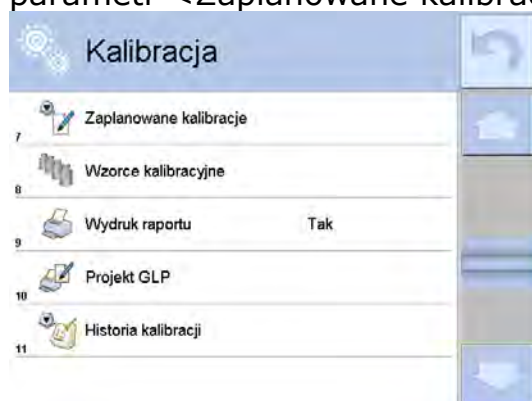 Kalibracja
7 Zaplanowane kalibracje
8 Wzorce kalibracyjne
9 Wydruk raportu Tak
10 Projekt GLP
11 Historia kalibracji